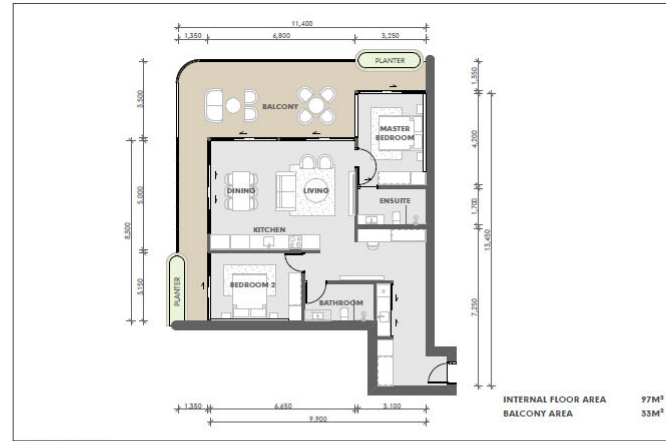 11,400
1,350 6,800 3,250
PLANTER
1,350
3,500
BALCONY
MASTER
BEDROOM
4,200
5,000
8,500
DINING LIVING
ENSUITE
1,700
13,450
KITCHEN
3,150
PLANTER
BEDROOM 2
BATHROOM
7,250
INTERNAL FLOOR AREA 97M²
BALCONY AREA 33M²
1,350 6,650 3,100
9,900